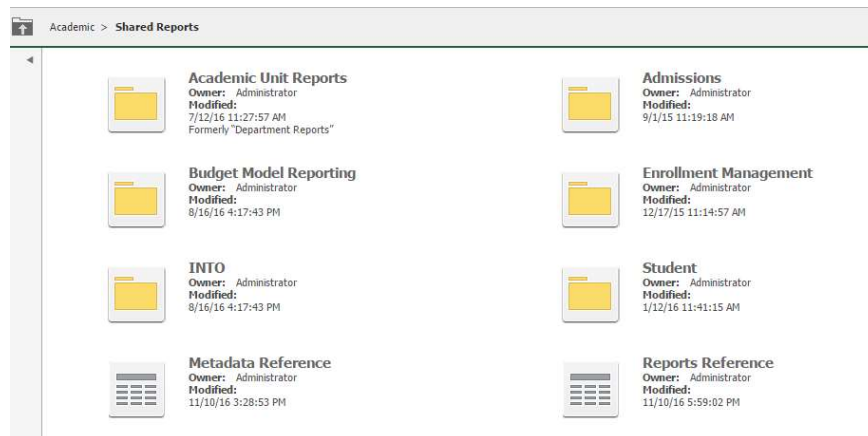 Academic > Shared Reports
Academic Unit Reports
Owner: Administrator
Modified:
7/12/16 11:27:57 AM
Formerly "Department Reports"
Admissions
Owner: Administrator
Modified:
9/1/15 11:19:18 AM
Budget Model Reporting
Owner: Administrator
Modified:
8/16/16 4:17:43 PM
Enrollment Management
Owner: Administrator
Modified:
12/17/15 11:14:57 AM
INTO
Owner: Administrator
Modified:
8/16/16 4:17:43 PM
Student
Owner: Administrator
Modified:
1/12/16 11:41:15 AM
Metadata Reference
Owner: Administrator
Modified:
11/10/16 3:28:53 PM
Reports Reference
Owner: Administrator
Modified:
11/10/16 5:59:02 PM